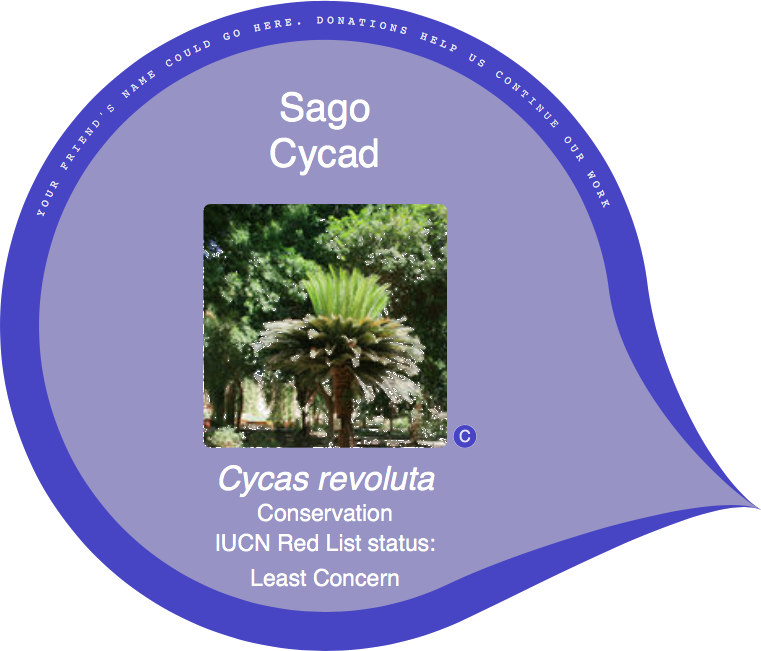 YOUR FRIEND'S NAME COULD GO HERE. DONATIONS HELP US CONTINUE OUR WORK
Sago
Cycad
C
Cycas revoluta
Conservation
IUCN Red List status:
Least Concern